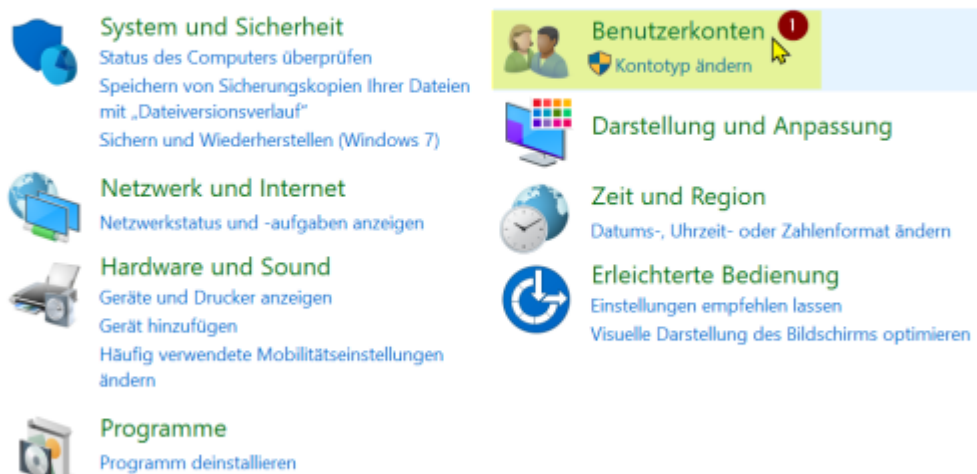 System und Sicherheit
Status des Computers überprüfen
Speichern von Sicherungskopien Ihrer Dateien
mit „Dateiversionsverlauf“
Sichern und Wiederherstellen (Windows 7)
Netzwerk und Internet
Netzwerkstatus und -aufgaben anzeigen
Hardware und Sound
Geräte und Drucker anzeigen
Gerät hinzufügen
Häufig verwendete Mobilitätseinstellungen
ändern
Programme
Programm deinstallieren
Benutzerkonten 1
Kontotyp ändern
Darstellung und Anpassung
Zeit und Region
Datums-, Uhrzeit- oder Zahlenformat ändern
Erleichterte Bedienung
Einstellungen empfehlen lassen
Visuelle Darstellung des Bildschirms optimieren